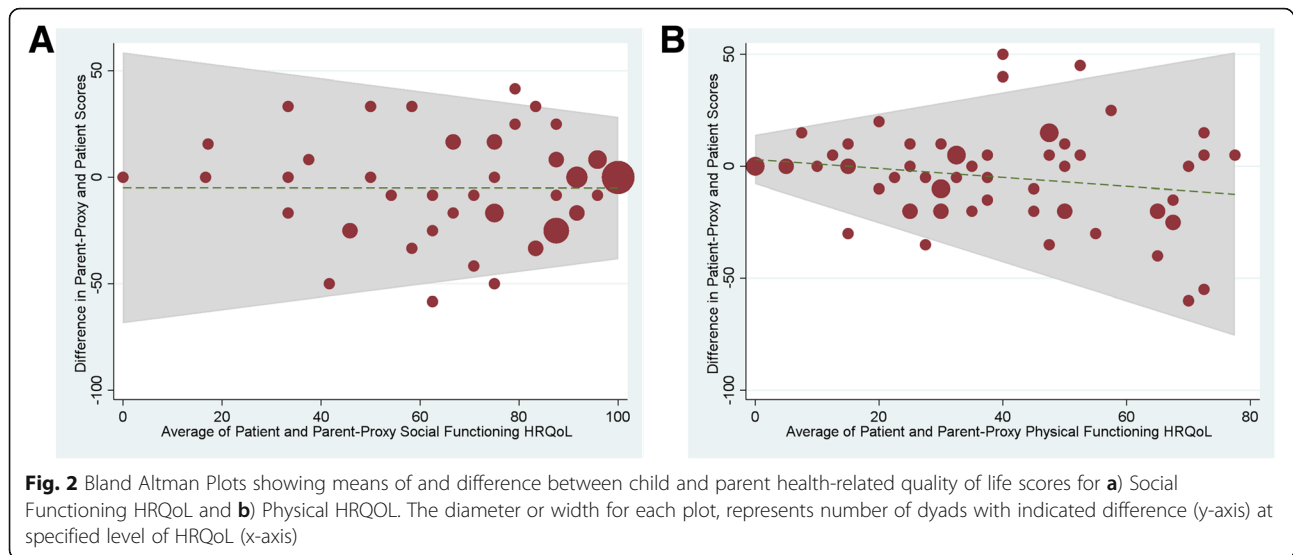 A
Difference in Parent-Proxy and Patient Scores
50
0
-50
-100
0 20 40 60 80 100
Average of Patient and Parent-Proxy Social Functioning HRQoL
B
Difference in Patient-Proxy and Patient Scores
50
0
-50
-100
0 20 40 60 80
Average of Patient and Parent-Proxy Physical Functioning HRQoL
Fig. 2 Bland Altman Plots showing means of and difference between child and parent health-related quality of life scores for a) Social
Functioning HRQoL and b) Physical HRQOL. The diameter or width for each plot, represents number of dyads with indicated difference (y-axis) at
specified level of HRQoL (x-axis)